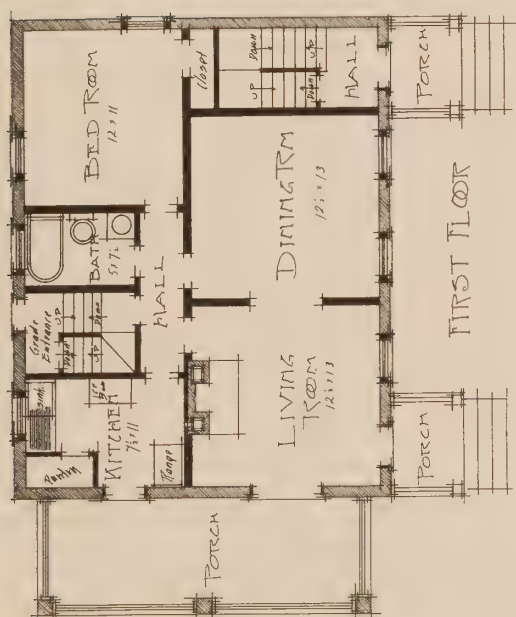 Pantry
Sink
Grade
Entrance
UP
Down
Down
UP
BATH
5 x 7½
BED ROOM
12 x 11
KITCHEN
7½ x 11
ICE
Box
Range
HALL
Closet
PORCH
LIVING
ROOM
12½ x 13
DINING RM
12½ x 13
UP
Down
Down
UP
HALL
PORCH
PORCH
FIRST FLOOR